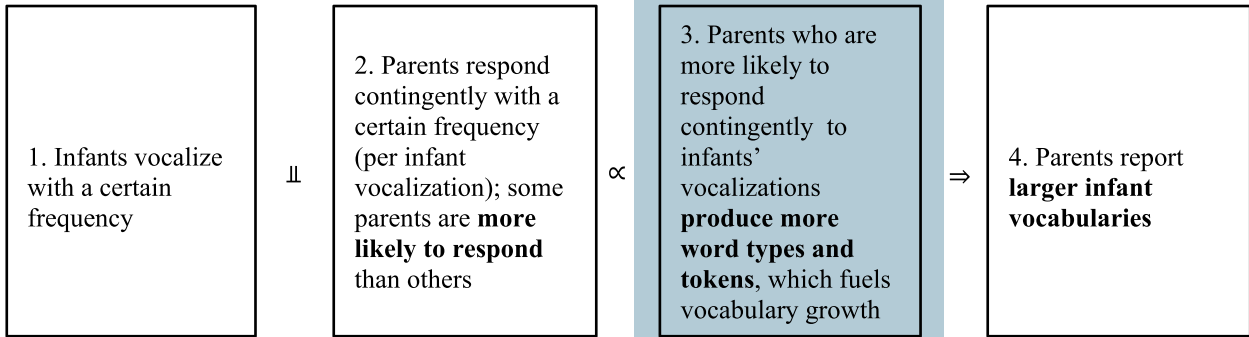 1. Infants vocalize
with a certain
frequency
⫫
2. Parents respond
contingently with a
certain frequency
(per infant
vocalization); some
parents are more
likely to respond
than others
∝
3. Parents who are
more likely to
respond
contingently to
infants’
vocalizations
produce more
word types and
tokens, which fuels
vocabulary growth
⇒
4. Parents report
larger infant
vocabularies